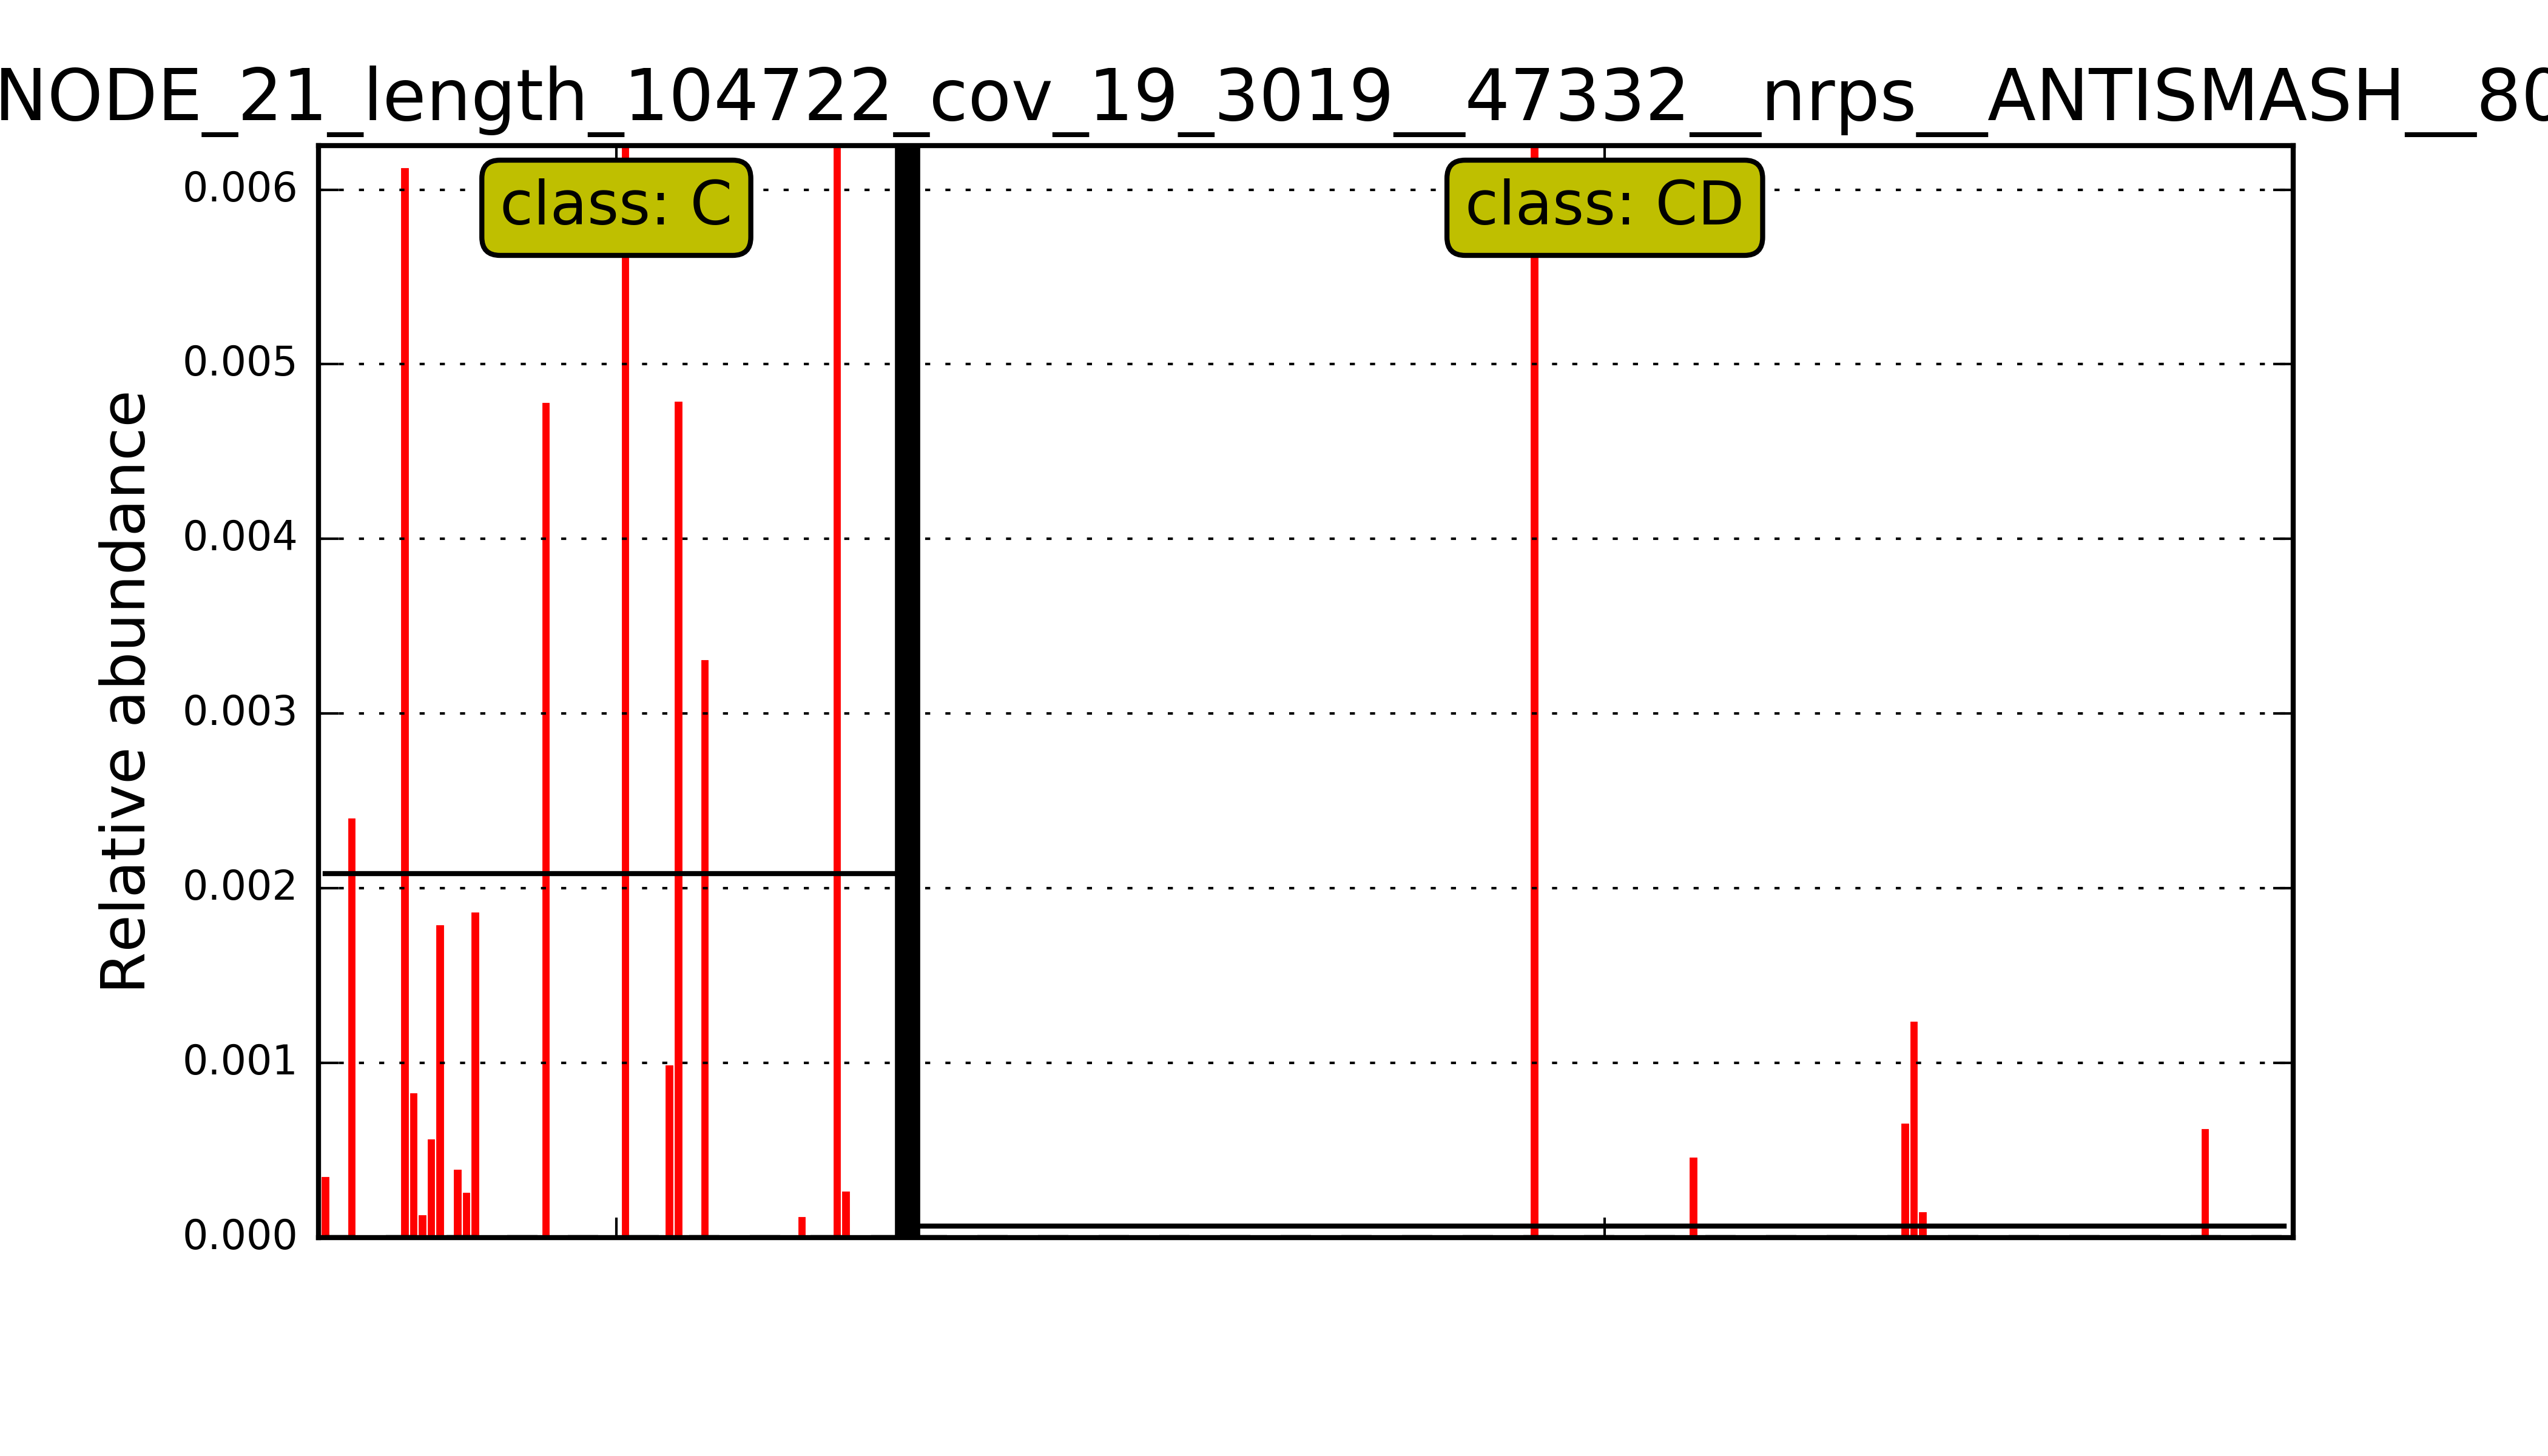 NODE_21_length_104722_cov_19_3019__47332__nrps__ANTISMASH__80
class: C
class: CD
Relative abundance
0.006
0.005
0.004
0.003
0.002
0.001
0.000